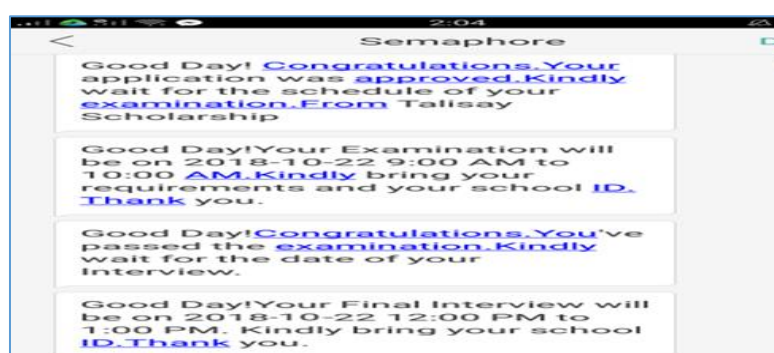 2:04
Semaphore
Good Day! Congratulations.Your
application was approved.Kindly
wait for the schedule of your
examination.From Talisay
Scholarship
Good Day!Your Examination will
be on 2018-10-22 9:00 AM to
10:00 AM.Kindly bring your
requirements and your school ID.
Thank you.
Good Day!Congratulations.You've
passed the examination.Kindly
wait for the date of your
Interview.
Good Day!Your Final Interview will
be on 2018-10-22 12:00 PM to
1:00 PM. Kindly bring your school
ID.Thank you.